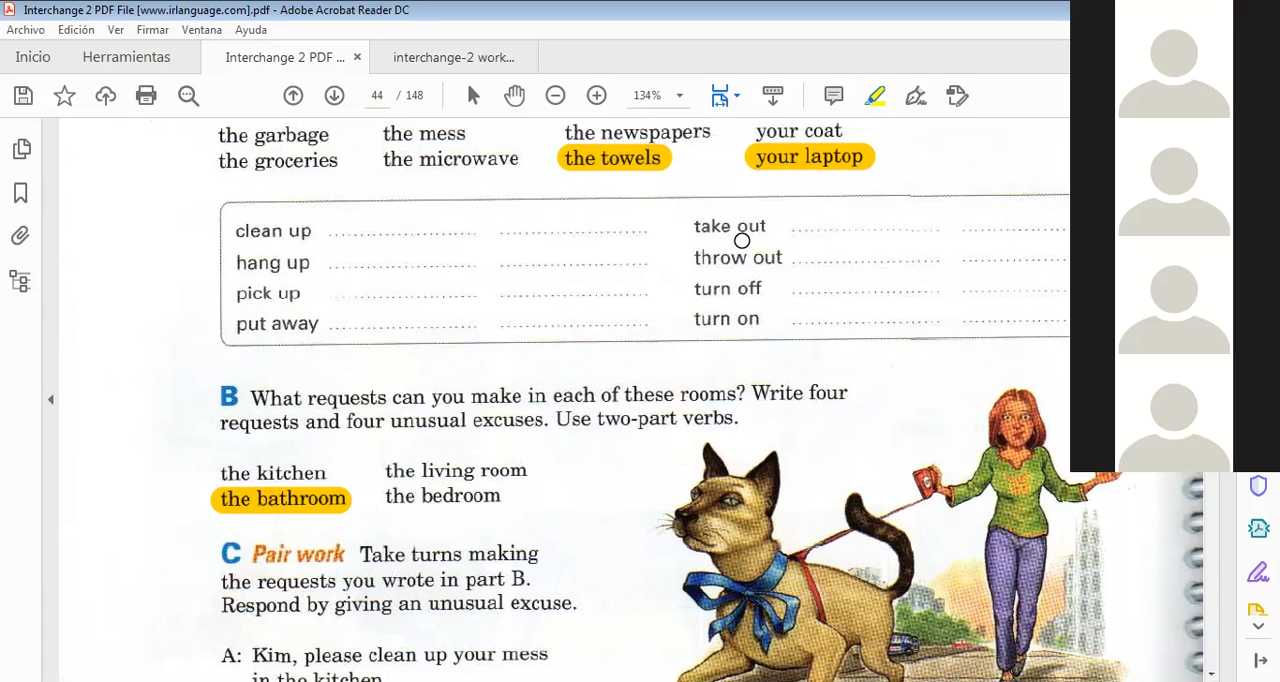 Interchange 2 PDF File [www.irlanguage.com].pdf - Adobe Acrobat Reader DC
Archivo Edición Ver Firmar Ventana Ayuda
Inicio Herramientas Interchange 2 PDF ... × interchange-2 work...
44 / 148 134%
the garbage the mess the newspapers your coat
the groceries the microwave the towels your laptop
clean up take out
hang up throw out
pick up turn off
put away turn on
B What requests can you make in each of these rooms? Write four
requests and four unusual excuses. Use two-part verbs.
the kitchen the living room
the bathroom the bedroom
C Pair work Take turns making
the requests you wrote in part B.
Respond by giving an unusual excuse.
A: Kim, please clean up your mess
in the kitchen